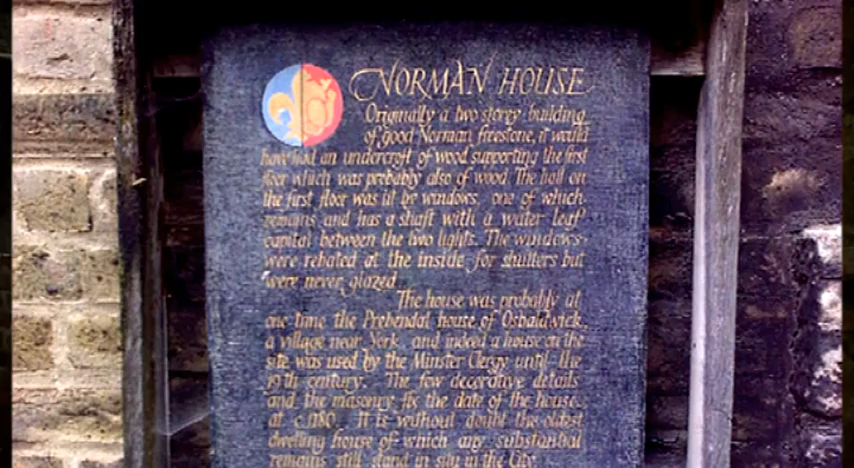 NORMAN HOUSE
Originally a two storey building
of good Norman firestone, it would
have had an undercroft of wood supporting the first
floor which was probably also of wood. The hall on
the first floor was lit by windows, one of which
remains and has a shaft with a water leaf
capital between the two lights. The windows
were rebated at the inside for shutters but
were never glazed.
The house was probably at
one time the Prebendal house of Osbaldwick,
a village near York, and indeed a house on the
site was used by the Minster Clergy until the
19th century. The few decorative details
and the masonry fix the date of the house
at c.1180. It is without doubt the oldest
dwelling house of which any substantial
remains still stand in situ in the City.